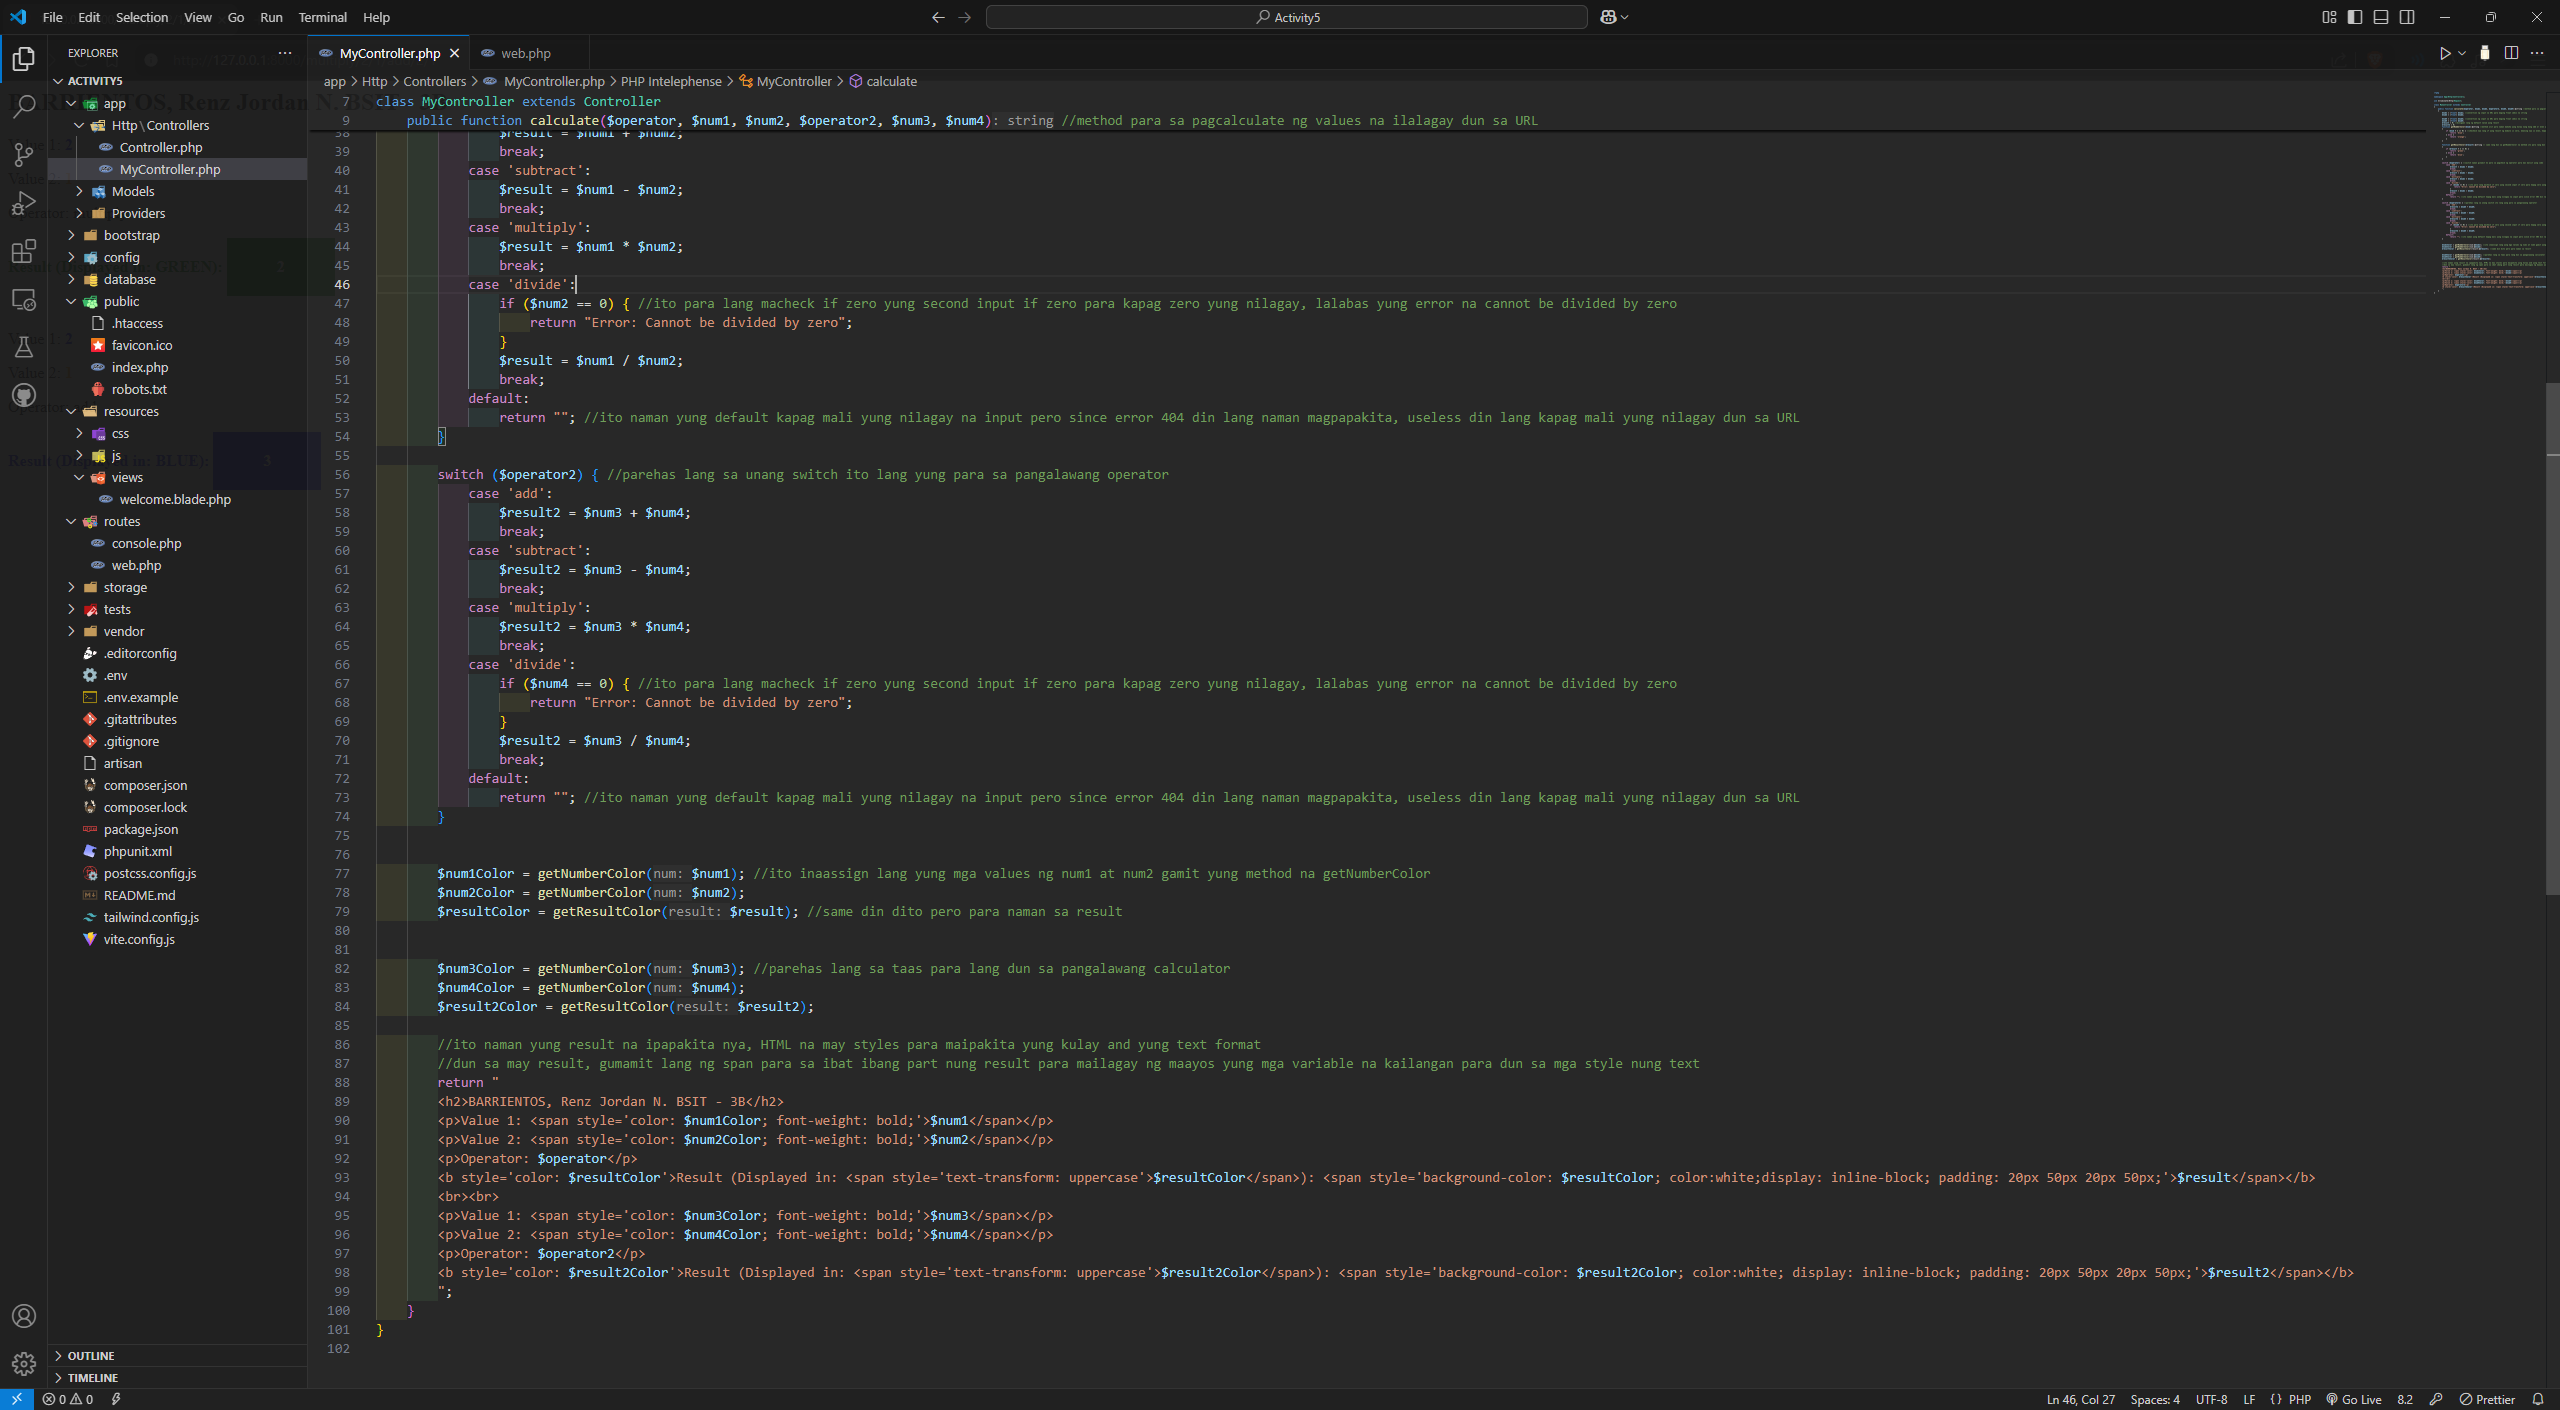 File Edit Selection View Go Run Terminal Help
Activity5
EXPLORER
ACTIVITY5
app
Http\Controllers
Controller.php
MyController.php
Models
Providers
bootstrap
config
database
public
.htaccess
favicon.ico
index.php
robots.txt
resources
css
js
views
welcome.blade.php
routes
console.php
web.php
storage
tests
vendor
.editorconfig
.env
.env.example
.gitattributes
.gitignore
artisan
composer.json
composer.lock
package.json
phpunit.xml
postcss.config.js
README.md
tailwind.config.js
vite.config.js
OUTLINE
TIMELINE
MyController.php web.php
app > Http > Controllers > MyController.php > PHP Intelephense > MyController > calculate
7 class MyController extends Controller
9 public function calculate($operator, $num1, $num2, $operator2, $num3, $num4): string //method para sa pagcalculate ng values na ilalagay dun sa URL
38 $result = $num1 + $num2;
39 break;
40 case 'subtract':
41 $result = $num1 - $num2;
42 break;
43 case 'multiply':
44 $result = $num1 * $num2;
45 break;
46 case 'divide':
47 if ($num2 == 0) { //ito para lang macheck if zero yung second input if zero para kapag zero yung nilagay, lalabas yung error na cannot be divided by zero
48 return "Error: Cannot be divided by zero";
49 }
50 $result = $num1 / $num2;
51 break;
52 default:
53 return ""; //ito naman yung default kapag mali yung nilagay na input pero since error 404 din lang naman magpapakita, useless din lang kapag mali yung nilagay dun sa URL
54 }
55
56 switch ($operator2) { //parehas lang sa unang switch ito lang yung para sa pangalawang operator
57 case 'add':
58 $result2 = $num3 + $num4;
59 break;
60 case 'subtract':
61 $result2 = $num3 - $num4;
62 break;
63 case 'multiply':
64 $result2 = $num3 * $num4;
65 break;
66 case 'divide':
67 if ($num4 == 0) { //ito para lang macheck if zero yung second input if zero para kapag zero yung nilagay, lalabas yung error na cannot be divided by zero
68 return "Error: Cannot be divided by zero";
69 }
70 $result2 = $num3 / $num4;
71 break;
72 default:
73 return ""; //ito naman yung default kapag mali yung nilagay na input pero since error 404 din lang naman magpapakita, useless din lang kapag mali yung nilagay dun sa URL
74 }
75
76
77 $num1Color = getNumberColor(num: $num1); //ito inaassign lang yung mga values ng num1 at num2 gamit yung method na getNumberColor
78 $num2Color = getNumberColor(num: $num2);
79 $resultColor = getResultColor(result: $result); //same din dito pero para naman sa result
80
81
82 $num3Color = getNumberColor(num: $num3); //parehas lang sa taas para lang dun sa pangalawang calculator
83 $num4Color = getNumberColor(num: $num4);
84 $result2Color = getResultColor(result: $result2);
85
86 //ito naman yung result na ipapakita nya, HTML na may styles para maipakita yung kulay and yung text format
87 //dun sa may result, gumamit lang ng span para sa ibat ibang part nung result para mailagay ng maayos yung mga variable na kailangan para dun sa mga style nung text
88 return "
89 <h2>BARRIENTOS, Renz Jordan N. BSIT - 3B</h2>
90 <p>Value 1: <span style='color: $num1Color; font-weight: bold;'>$num1</span></p>
91 <p>Value 2: <span style='color: $num2Color; font-weight: bold;'>$num2</span></p>
92 <p>Operator: $operator</p>
93 <b style='color: $resultColor'>Result (Displayed in: <span style='text-transform: uppercase'>$resultColor</span>): <span style='background-color: $resultColor; color:white;display: inline-block; padding: 20px 50px 20px 50px;'>$result</span></b>
94 <br><br>
95 <p>Value 1: <span style='color: $num3Color; font-weight: bold;'>$num3</span></p>
96 <p>Value 2: <span style='color: $num4Color; font-weight: bold;'>$num4</span></p>
97 <p>Operator: $operator2</p>
98 <b style='color: $result2Color'>Result (Displayed in: <span style='text-transform: uppercase'>$result2Color</span>): <span style='background-color: $result2Color; color:white; display: inline-block; padding: 20px 50px 20px 50px;'>$result2</span></b>
99 ";
100 }
101 }
102
0 0 Ln 46, Col 27 Spaces: 4 UTF-8 LF {} PHP Go Live 8.2 Prettier